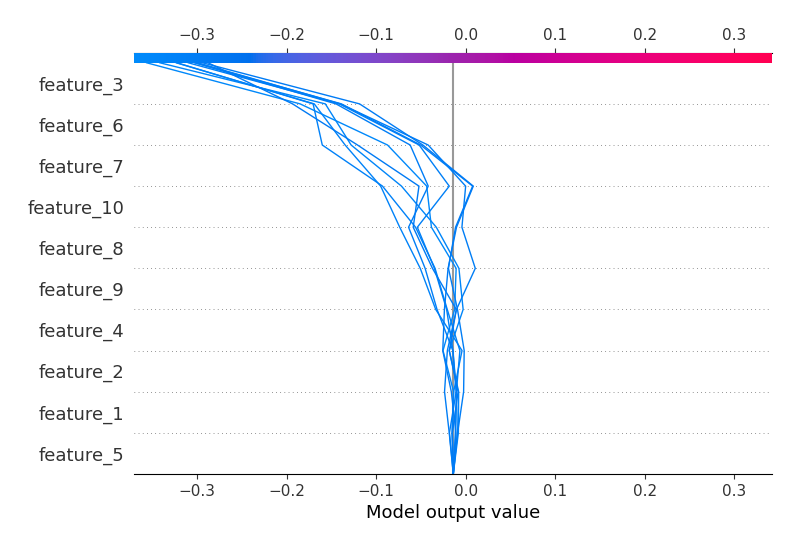 −0.3 −0.2 −0.1 0.0 0.1 0.2 0.3
feature_3
feature_6
feature_7
feature_10
feature_8
feature_9
feature_4
feature_2
feature_1
feature_5
−0.3 −0.2 −0.1 0.0 0.1 0.2 0.3
Model output value